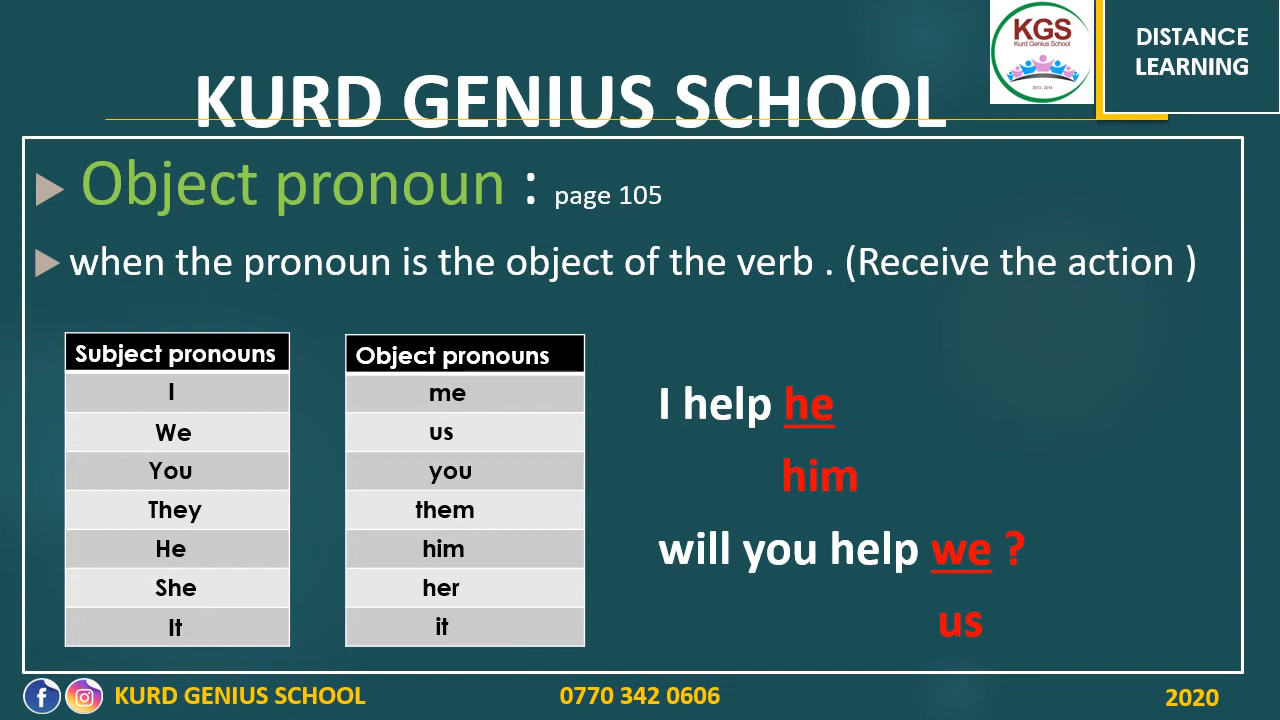 KGS
Kurd Genius School
2013 - 2014
DISTANCE
LEARNING
KURD GENIUS SCHOOL
Object pronoun : page 105
when the pronoun is the object of the verb . (Receive the action )
Subject pronouns
I
We
You
They
He
She
It
Object pronouns
me
us
you
them
him
her
it
I help he
him
will you help we ?
us
KURD GENIUS SCHOOL
0770 342 0606
2020